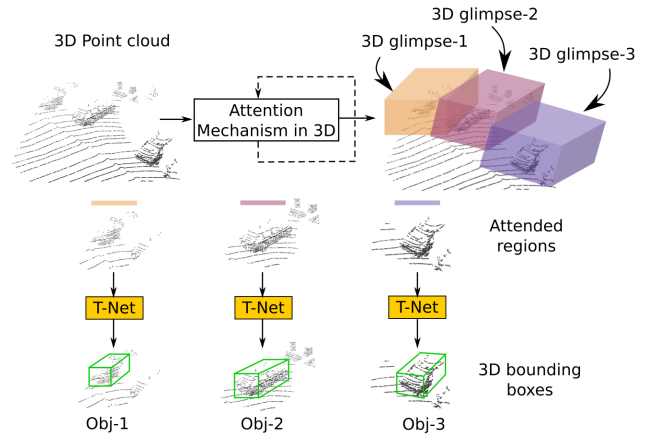 3D glimpse-2
3D Point cloud
3D glimpse-1
3D glimpse-3
Attention
Mechanism in 3D
Attended
regions
T-Net
T-Net
T-Net
3D bounding
boxes
Obj-1
Obj-2
Obj-3